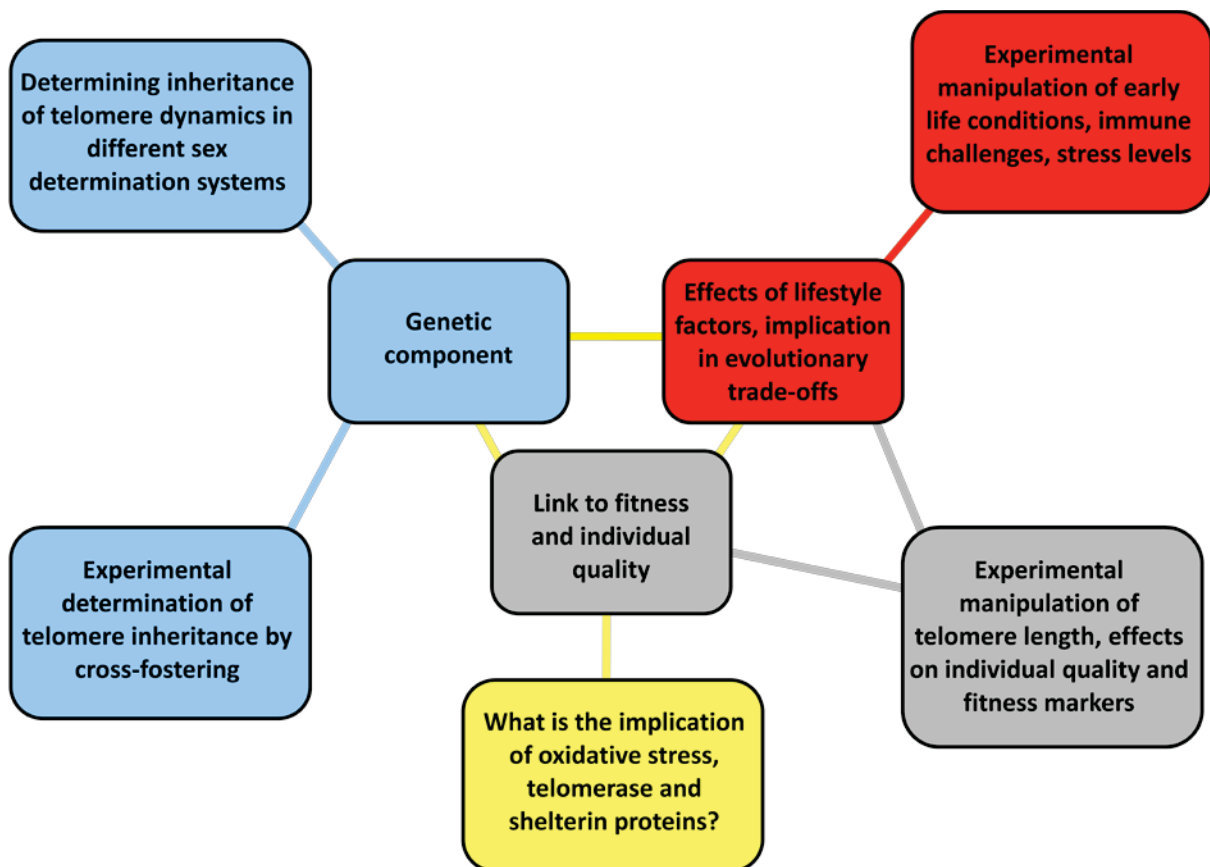 Determining inheritance
of telomere dynamics in
different sex
determination systems
Experimental
manipulation of early
life conditions, immune
challenges, stress levels
Genetic
component
Effects of lifestyle
factors, implication
in evolutionary
trade-offs
Link to fitness
and individual
quality
Experimental
determination of
telomere inheritance by
cross-fostering
Experimental
manipulation of
telomere length, effects
on individual quality and
fitness markers
What is the implication
of oxidative stress,
telomerase and
shelterin proteins?